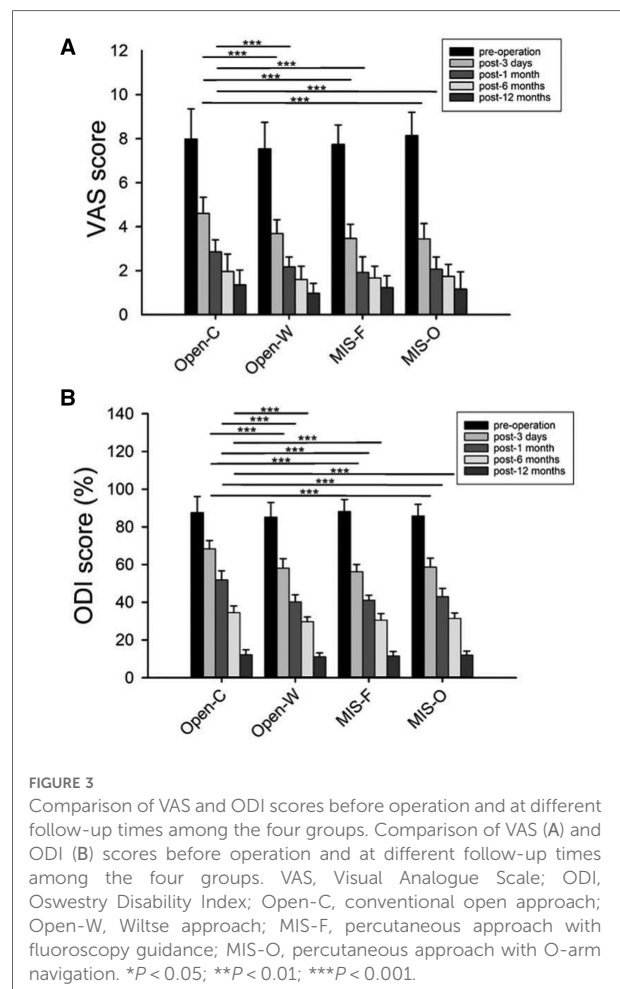 A
***
***
***
***
***
***
12
10
8
6
4
2
0
VAS score
pre-operation
post-3 days
post-1 month
post-6 months
post-12 months
Open-C
Open-W
MIS-F
MIS-O
B
***
***
***
***
***
***
***
***
***
140
120
100
80
60
40
20
0
ODI score (%)
pre-operation
post-3 days
post-1 month
post-6 months
post-12 months
Open-C
Open-W
MIS-F
MIS-O
FIGURE 3
Comparison of VAS and ODI scores before operation and at different
follow-up times among the four groups. Comparison of VAS (A) and
ODI (B) scores before operation and at different follow-up times
among the four groups. VAS, Visual Analogue Scale; ODI,
Oswestry Disability Index; Open-C, conventional open approach;
Open-W, Wiltse approach; MIS-F, percutaneous approach with
fluoroscopy guidance; MIS-O, percutaneous approach with O-arm
navigation. *P < 0.05; **P < 0.01; ***P < 0.001.